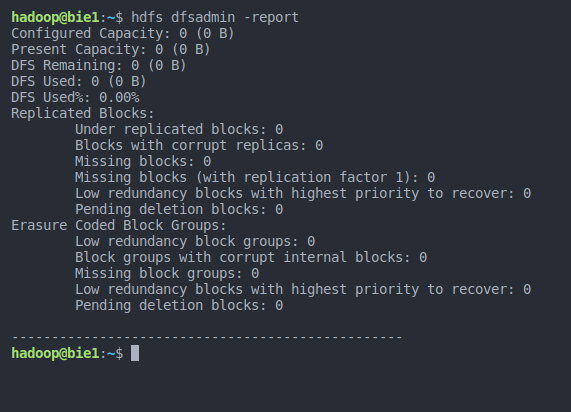 hadoop@bie1:~$ hdfs dfsadmin -report
Configured Capacity: 0 (0 B)
Present Capacity: 0 (0 B)
DFS Remaining: 0 (0 B)
DFS Used: 0 (0 B)
DFS Used%: 0.00%
Replicated Blocks:
        Under replicated blocks: 0
        Blocks with corrupt replicas: 0
        Missing blocks: 0
        Missing blocks (with replication factor 1): 0
        Low redundancy blocks with highest priority to recover: 0
        Pending deletion blocks: 0
Erasure Coded Block Groups:
        Low redundancy block groups: 0
        Block groups with corrupt internal blocks: 0
        Missing block groups: 0
        Low redundancy blocks with highest priority to recover: 0
        Pending deletion blocks: 0

-------------------------------------------------
hadoop@bie1:~$